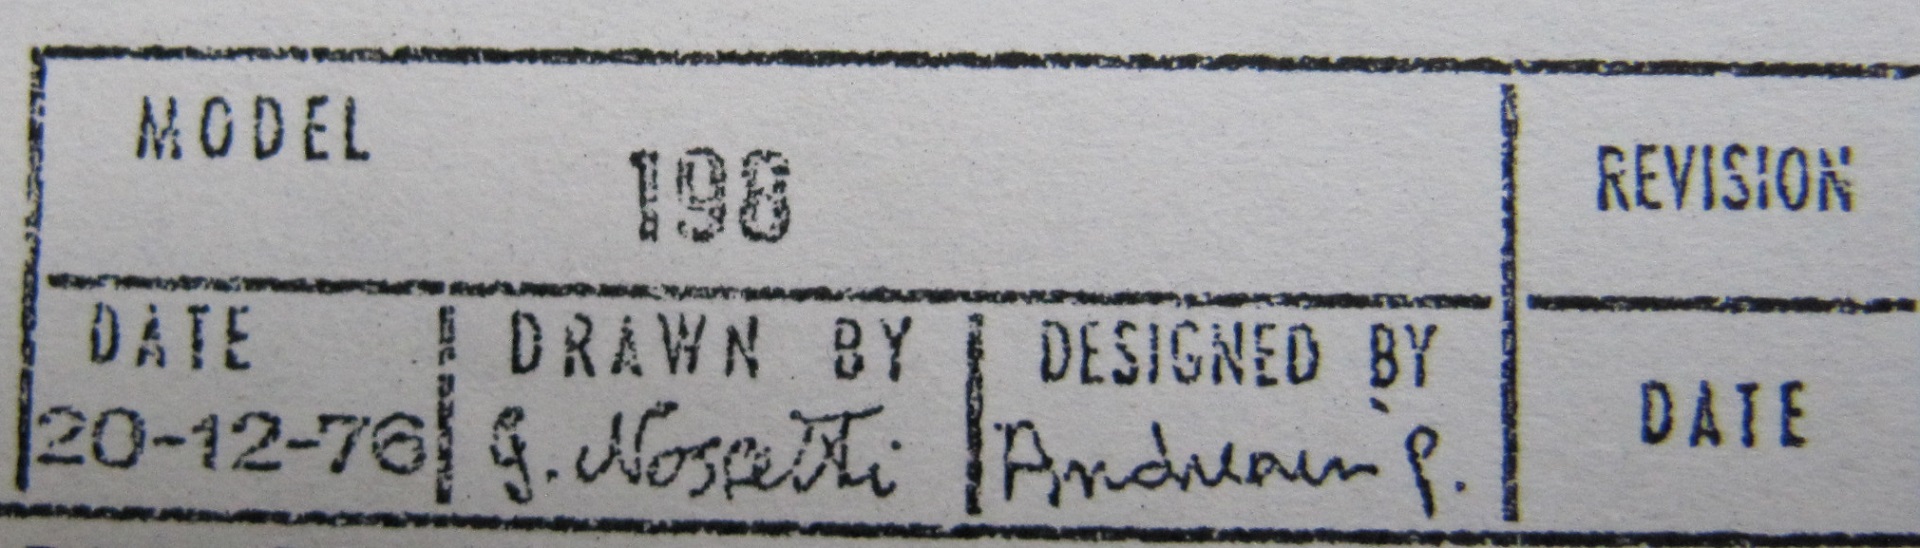 MODEL
198
REVISION
DATE
DRAWN BY
DESIGNED BY
DATE
20-12-76
G. Nosetti
P.